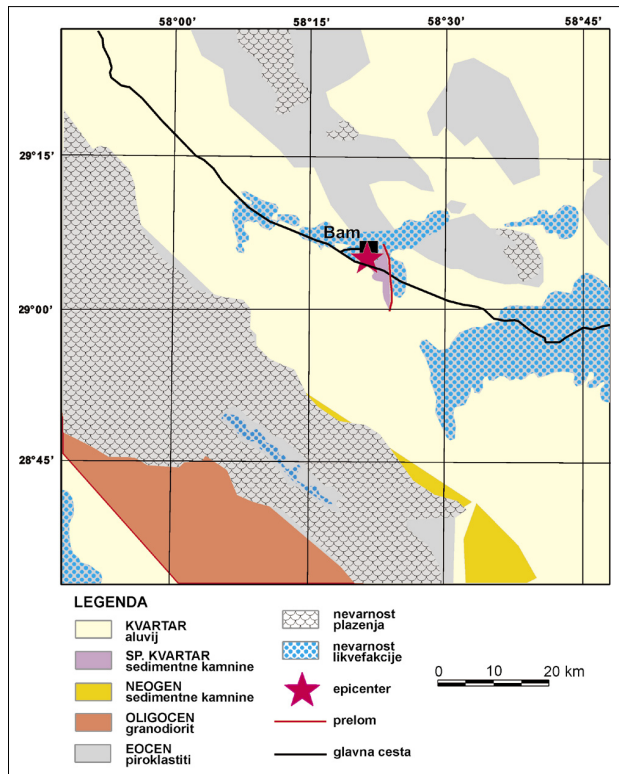 58°00'
58°15'
58°30'
58°45'
29°15'
Bam
29°00'
28°45'
LEGENDA
KVARTAR
aluvij
SP. KVARTAR
sedimentne kamnine
NEOGEN
sedimentne kamnine
OLIGOCEN
granodiorit
EOCEN
piroklastiti
nevarnost
plazenja
nevarnost
likvefakcije
epicenter
prelom
glavna cesta
0 10 20 km